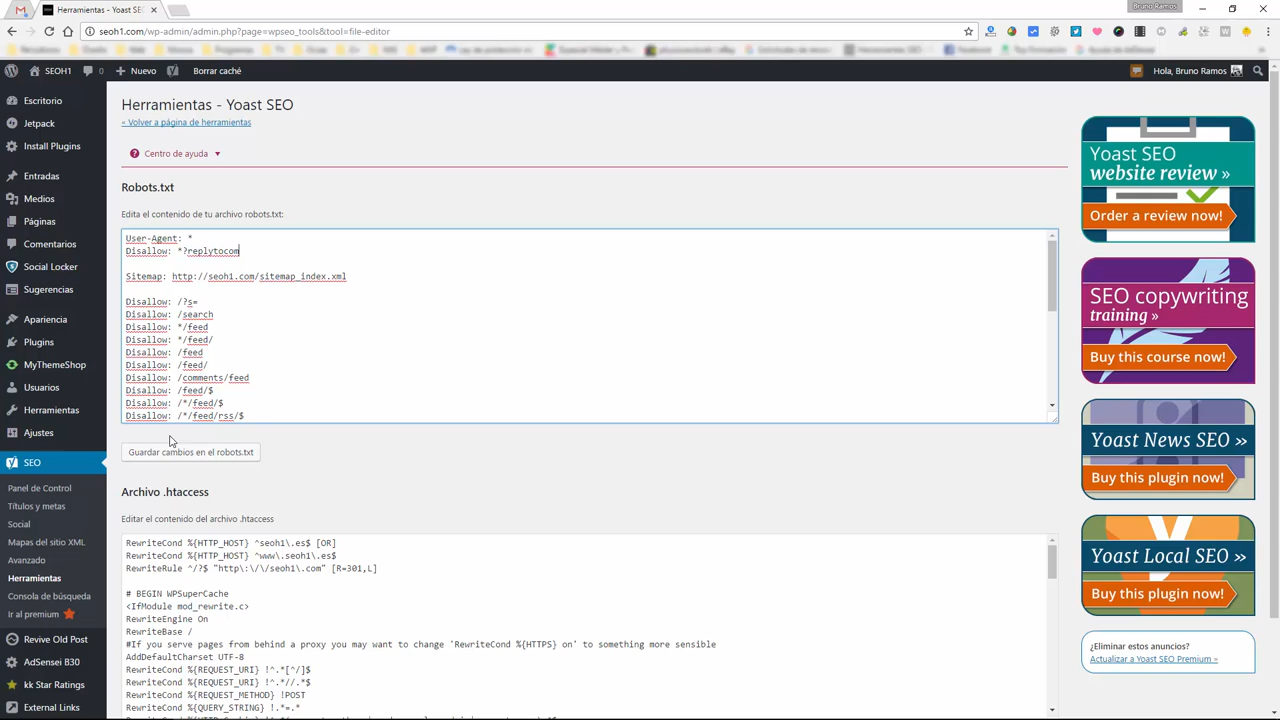 Bruno Ramos
Herramientas - Yoast SEO
seoh1.com/wp-admin/admin.php?page=wpseo_tools&tool=file-editor
SEOH1
0
Nuevo
Borrar caché
Hola, Bruno Ramos
Escritorio
Jetpack
Install Plugins
Entradas
Medios
Páginas
Comentarios
Social Locker
Sugerencias
Apariencia
Plugins
MyThemeShop
Usuarios
Herramientas
Ajustes
SEO
Panel de Control
Títulos y metas
Social
Mapas del sitio XML
Avanzado
Herramientas
Consola de búsqueda
Ir al premium
Revive Old Post
AdSensei B30
kk Star Ratings
External Links
Herramientas - Yoast SEO
« Volver a página de herramientas
Centro de ayuda
Robots.txt
Edita el contenido de tu archivo robots.txt:
User-Agent: *
Disallow: *?replytocom
Sitemap: http://seoh1.com/sitemap_index.xml
Disallow: /?s=
Disallow: /search
Disallow: */feed
Disallow: */feed/
Disallow: /feed
Disallow: /feed/
Disallow: /comments/feed
Disallow: /feed/$
Disallow: /*/feed/$
Disallow: /*/feed/rss/$
Guardar cambios en el robots.txt
Archivo .htaccess
Editar el contenido del archivo .htaccess
RewriteCond %{HTTP_HOST} ^seoh1\.es$ [OR]
RewriteCond %{HTTP_HOST} ^www\.seoh1\.es$
RewriteRule ^/?$ "http\:\/\/seoh1\.com" [R=301,L]
# BEGIN WPSuperCache
<IfModule mod_rewrite.c>
RewriteEngine On
RewriteBase /
#If you serve pages from behind a proxy you may want to change 'RewriteCond %{HTTPS} on' to something more sensible
AddDefaultCharset UTF-8
RewriteCond %{REQUEST_URI} !^.*[^/]$
RewriteCond %{REQUEST_URI} !^.*//.*$
RewriteCond %{REQUEST_METHOD} !POST
RewriteCond %{QUERY_STRING} !.*=.*
Yoast SEO
website review »
Order a review now!
SEO copywriting
training »
Buy this course now!
Yoast News SEO »
Buy this plugin now!
Yoast Local SEO »
Buy this plugin now!
¿Eliminar estos anuncios?
Actualizar a Yoast SEO Premium »